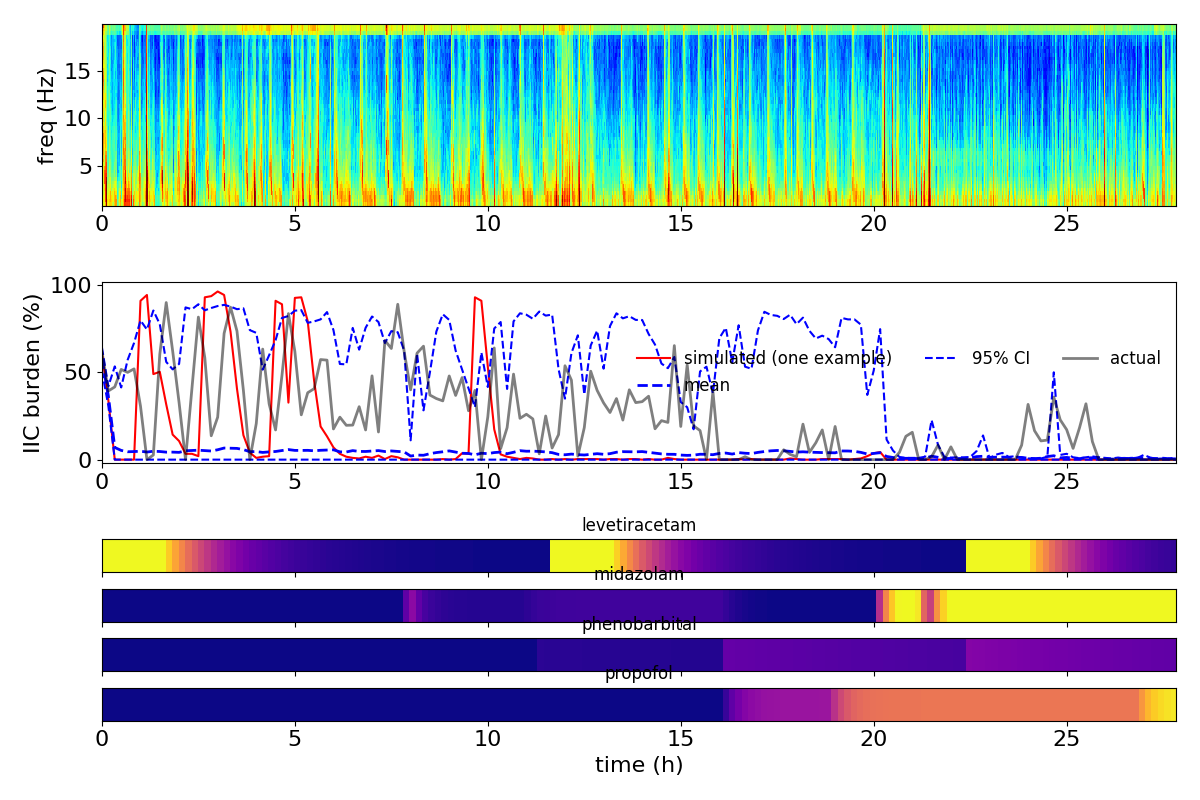 freq (Hz)
15
10
5
0 5 10 15 20 25
IIC burden (%)
100
50
0
simulated (one example) 95% CI actual
mean
0 5 10 15 20 25
levetiracetam
midazolam
phenobarbital
propofol
0 5 10 15 20 25
time (h)